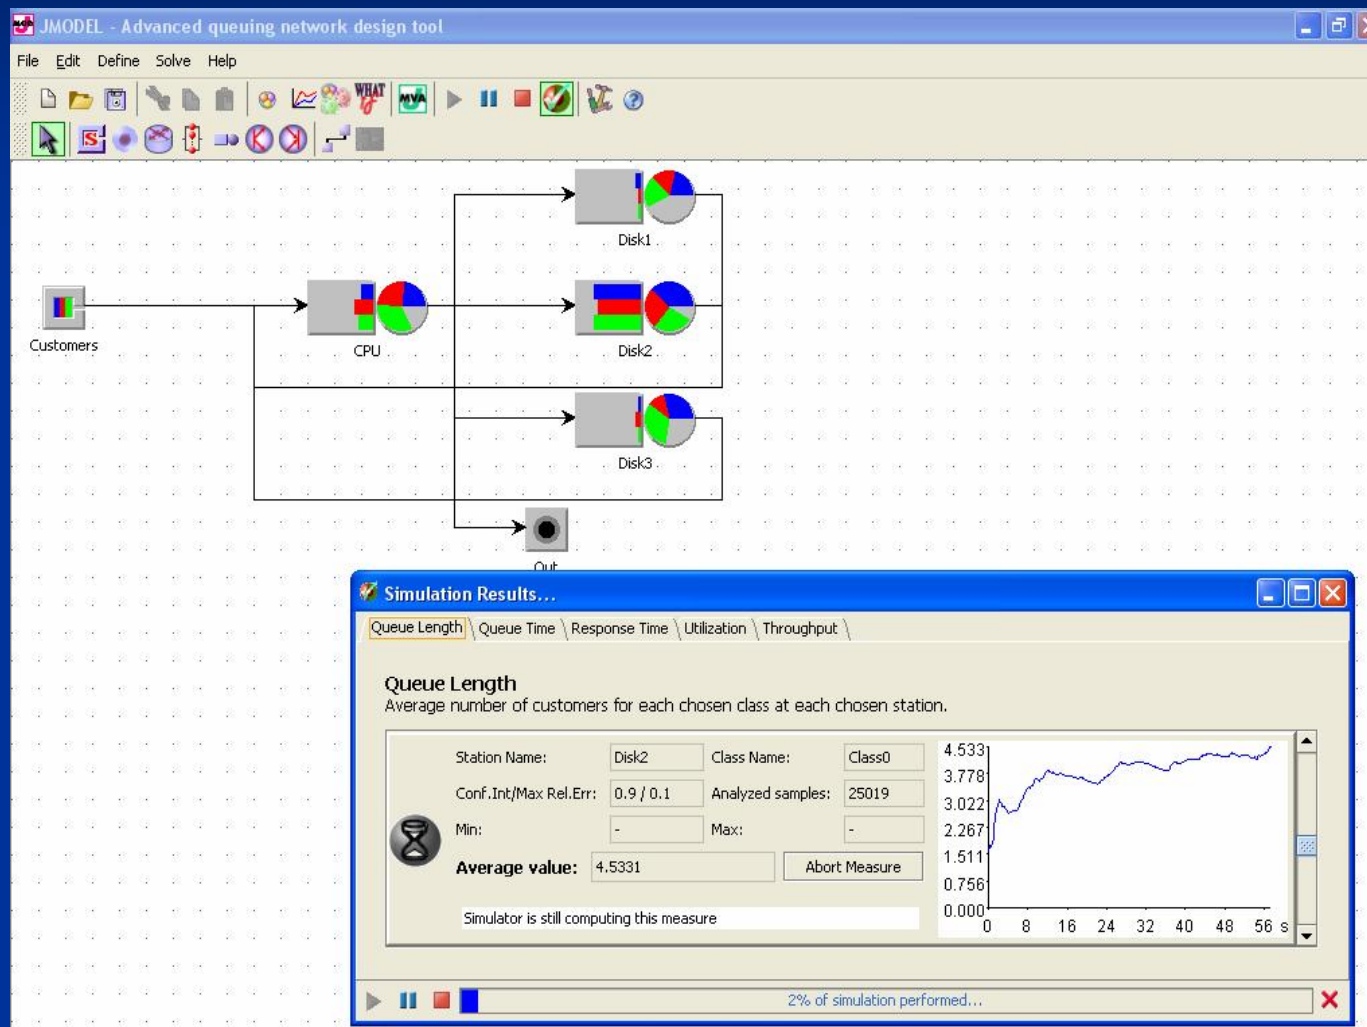 JMODEL - Advanced queuing network design tool
File Edit Define Solve Help
WHAT if MVA
S
Disk1
Customers
CPU
Disk2
Disk3
Out
Simulation Results...
Queue Length Queue Time Response Time Utilization Throughput
Queue Length
Average number of customers for each chosen class at each chosen station.
Station Name: Disk2 Class Name: Class0
Conf.Int/Max Rel.Err: 0.9 / 0.1 Analyzed samples: 25019
Min: - Max: -
Average value: 4.5331 Abort Measure
Simulator is still computing this measure
4.533
3.778
3.022
2.267
1.511
0.756
0.000
0 8 16 24 32 40 48 56 s
2% of simulation performed...